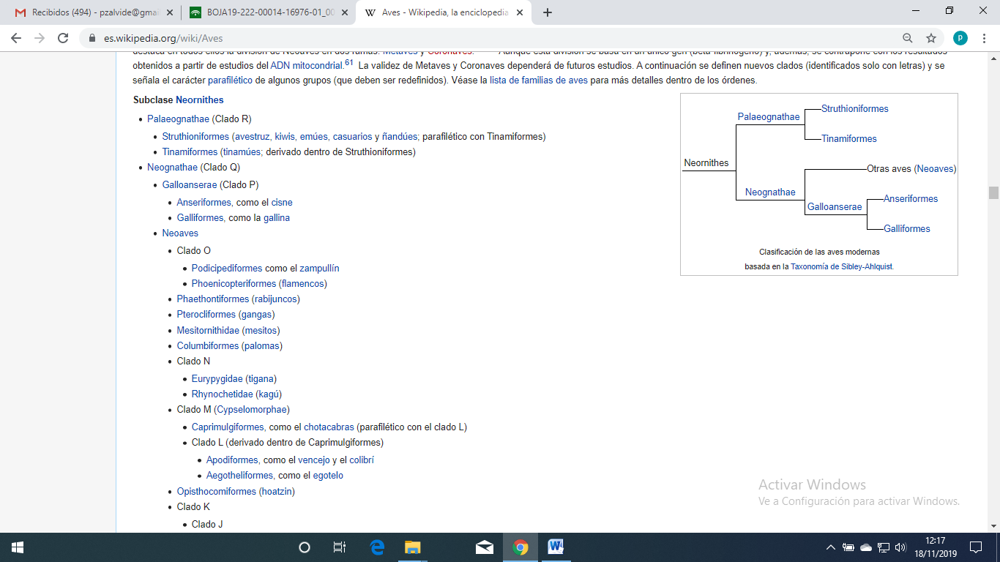 Recibidos (494) - pzalvide@gmai
BOJA19-222-00014-16976-01_00
Aves - Wikipedia, la enciclopedia
es.wikipedia.org/wiki/Aves
p
destaca en todos ellos la división de Neoaves en dos ramas: Metaves y Coronaves. Aunque esta división se basa en un único gen (beta-fibrinógeno) y, además, se contrapone con los resultados
obtenidos a partir de estudios del ADN mitocondrial.61 La validez de Metaves y Coronaves dependerá de futuros estudios. A continuación se definen nuevos clados (identificados solo con letras) y se
señala el carácter parafilético de algunos grupos (que deben ser redefinidos). Véase la lista de familias de aves para más detalles dentro de los órdenes.
Subclase Neornithes
Palaeognathae (Clado R)
Struthioniformes (avestruz, kiwis, emúes, casuarios y ñandúes; parafilético con Tinamiformes)
Tinamiformes (tinamúes; derivado dentro de Struthioniformes)
Neognathae (Clado Q)
Galloanserae (Clado P)
Anseriformes, como el cisne
Galliformes, como la gallina
Neoaves
Clado O
Podicipediformes como el zampullín
Phoenicopteriformes (flamencos)
Phaethontiformes (rabijuncos)
Pterocliformes (gangas)
Mesitornithidae (mesitos)
Columbiformes (palomas)
Clado N
Eurypygidae (tigana)
Rhynochetidae (kagú)
Clado M (Cypselomorphae)
Caprimulgiformes, como el chotacabras (parafilético con el clado L)
Clado L (derivado dentro de Caprimulgiformes)
Apodiformes, como el vencejo y el colibrí
Aegotheliformes, como el egotelo
Opisthocomiformes (hoatzin)
Clado K
Clado J
Struthioniformes
Palaeognathae
Tinamiformes
Neornithes
Otras aves (Neoaves)
Neognathae
Anseriformes
Galloanserae
Galliformes
Clasificación de las aves modernas
basada en la Taxonomía de Sibley-Ahlquist.
Activar Windows
Ve a Configuración para activar Windows.
12:17
18/11/2019